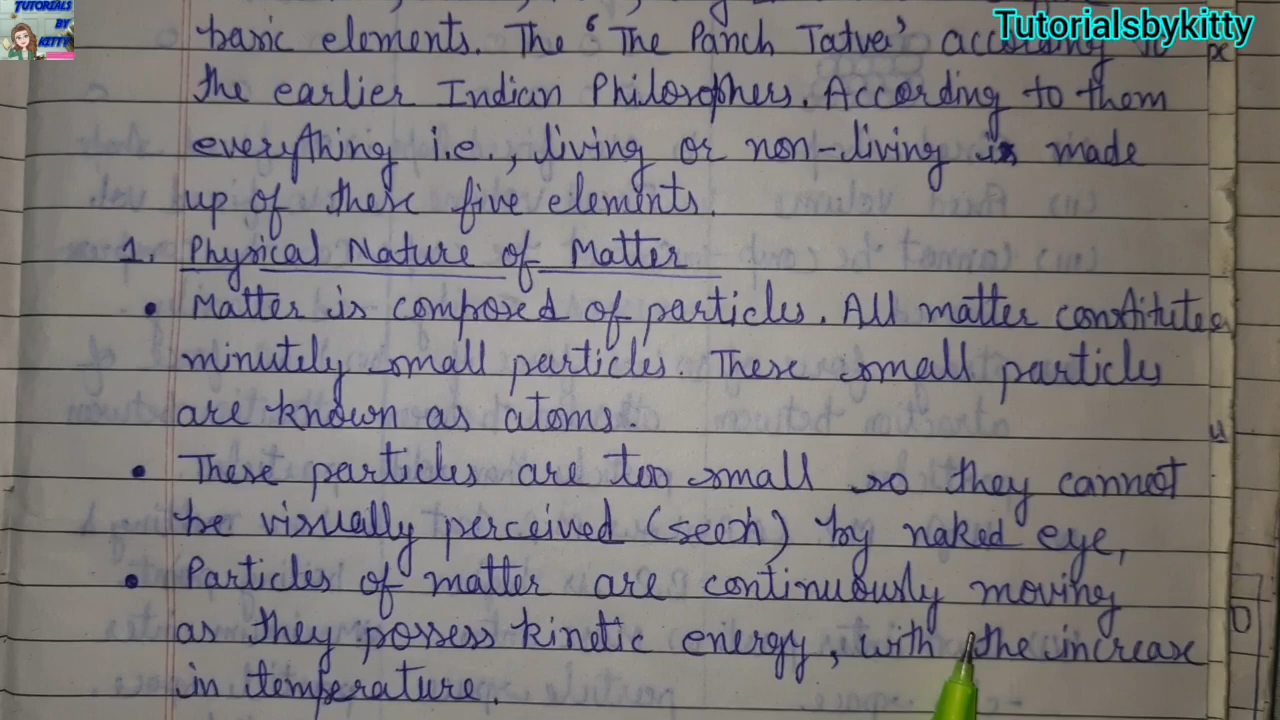 TUTORIALS
BY
KITTY
Tutorialsbykitty
basic elements. The 'The Panch Tatva' according to
the earlier Indian Philosophers. According to them
everything i.e., living or non-living is made
up of these five elements.
1. Physical Nature of Matter
• Matter is composed of particles. All matter constitutes
minutely small particles. These small particles
are known as atoms.
• These particles are too small so they cannot
be visually perceived (seen) by naked eye,
• Particles of matter are continuously moving
as they possess kinetic energy, with the increase
in temperature.